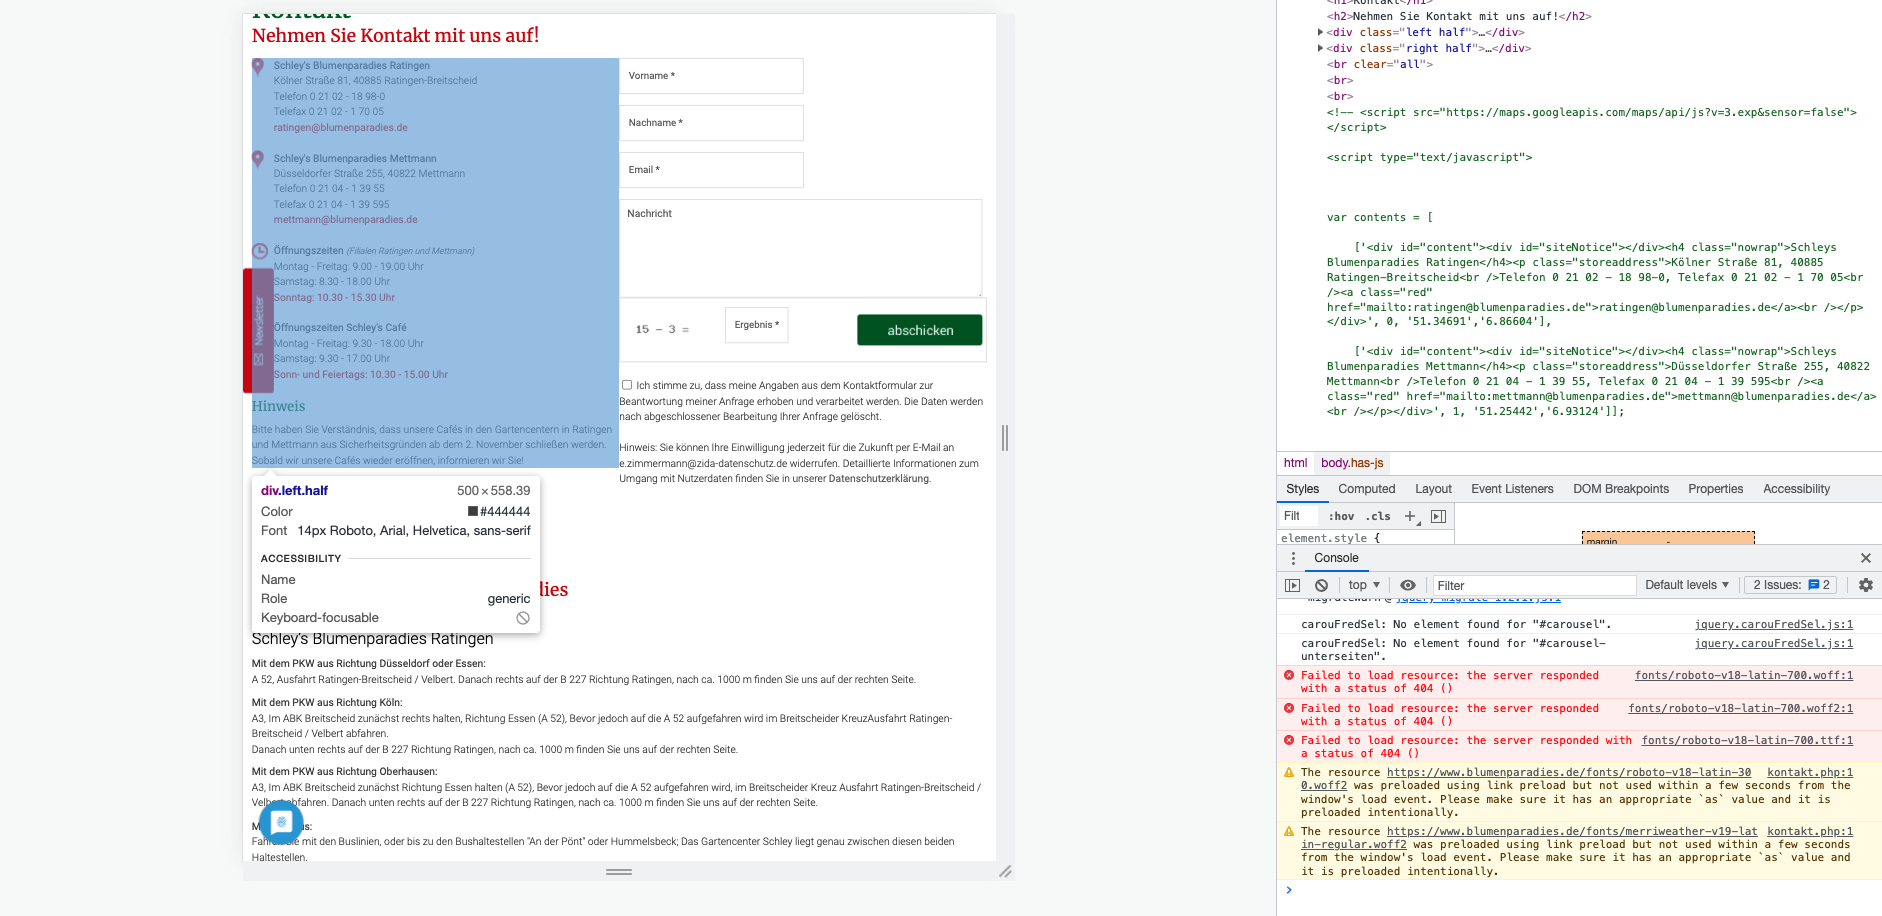 Kontakt
Nehmen Sie Kontakt mit uns auf!
Schley's Blumenparadies Ratingen
Kölner Straße 81, 40885 Ratingen-Breitscheid
Telefon 0 21 02 - 18 98-0
Telefax 0 21 02 - 1 70 05
ratingen@blumenparadies.de
Schley's Blumenparadies Mettmann
Düsseldorfer Straße 255, 40822 Mettmann
Telefon 0 21 04 - 1 39 55
Telefax 0 21 04 - 1 39 595
mettmann@blumenparadies.de
Öffnungszeiten (Filialen Ratingen und Mettmann)
Montag - Freitag: 9.00 - 19.00 Uhr
Samstag: 8.30 - 18.00 Uhr
Sonntag: 10.30 - 15.30 Uhr
Newsletter
Öffnungszeiten Schley's Café
Montag - Freitag: 9.30 - 18.00 Uhr
Samstag: 9.30 - 17.00 Uhr
Sonn- und Feiertags: 10.30 - 15.00 Uhr
Hinweis
Bitte haben Sie Verständnis, dass unsere Cafés in den Gartencentern in Ratingen
und Mettmann aus Sicherheitsgründen ab dem 2. November schließen werden.
Sobald wir unsere Cafés wieder eröffnen, informieren wir Sie!
Vorname *
Nachname *
Email *
Nachricht
15 - 3 =
Ergebnis *
abschicken
Ich stimme zu, dass meine Angaben aus dem Kontaktformular zur
Beantwortung meiner Anfrage erhoben und verarbeitet werden. Die Daten werden
nach abgeschlossener Bearbeitung Ihrer Anfrage gelöscht.
Hinweis: Sie können Ihre Einwilligung jederzeit für die Zukunft per E-Mail an
e.zimmermann@zida-datenschutz.de widerrufen. Detaillierte Informationen zum
Umgang mit Nutzerdaten finden Sie in unserer Datenschutzerklärung.
div.left.half 500 × 558.39
Color #444444
Font 14px Roboto, Arial, Helvetica, sans-serif
ACCESSIBILITY
Name
Role generic
Keyboard-focusable
dies
Schley's Blumenparadies Ratingen
Mit dem PKW aus Richtung Düsseldorf oder Essen:
A 52, Ausfahrt Ratingen-Breitscheid / Velbert. Danach rechts auf der B 227 Richtung Ratingen, nach ca. 1000 m finden Sie uns auf der rechten Seite.
Mit dem PKW aus Richtung Köln:
A3, Im ABK Breitscheid zunächst rechts halten, Richtung Essen (A 52), Bevor jedoch auf die A 52 aufgefahren wird im Breitscheider KreuzAusfahrt Ratingen-
Breitscheid / Velbert abfahren.
Danach unten rechts auf der B 227 Richtung Ratingen, nach ca. 1000 m finden Sie uns auf der rechten Seite.
Mit dem PKW aus Richtung Oberhausen:
A3, Im ABK Breitscheid zunächst Richtung Essen halten (A 52), Bevor jedoch auf die A 52 aufgefahren wird, im Breitscheider Kreuz Ausfahrt Ratingen-Breitscheid /
Velbert abfahren. Danach unten rechts auf der B 227 Richtung Ratingen, nach ca. 1000 m finden Sie uns auf der rechten Seite.
us:
Sie mit den Buslinien, oder bis zu den Bushaltestellen "An der Pönt" oder Hummelsbeck; Das Gartencenter Schley liegt genau zwischen diesen beiden
Haltestellen.
<h1>Kontakt</h1>
<h2>Nehmen Sie Kontakt mit uns auf!</h2>
<div class="left half">…</div>
<div class="right half">…</div>
<br clear="all">
<br>
<br>
<!-- <script src="https://maps.googleapis.com/maps/api/js?v=3.exp&sensor=false">
</script>
<script type="text/javascript">
var contents = [
['<div id="content"><div id="siteNotice"></div><h4 class="nowrap">Schleys
Blumenparadies Ratingen</h4><p class="storeaddress">Kölner Straße 81, 40885
Ratingen-Breitscheid<br />Telefon 0 21 02 - 18 98-0, Telefax 0 21 02 - 1 70 05<br
/><a class="red"
href="mailto:ratingen@blumenparadies.de">ratingen@blumenparadies.de</a><br /></p>
</div>', 0, '51.34691','6.86604'],
['<div id="content"><div id="siteNotice"></div><h4 class="nowrap">Schleys
Blumenparadies Mettmann</h4><p class="storeaddress">Düsseldorfer Straße 255, 40822
Mettmann<br />Telefon 0 21 04 - 1 39 55, Telefax 0 21 04 - 1 39 595<br /><a
class="red" href="mailto:mettmann@blumenparadies.de">mettmann@blumenparadies.de</a>
<br /></p></div>', 1, '51.25442','6.93124']];
html body.has-js
Styles Computed Layout Event Listeners DOM Breakpoints Properties Accessibility
Filt :hov .cls
element.style {
margin -
Console
top Filter Default levels 2 Issues: 2
carouFredSel: No element found for "#carousel". jquery.carouFredSel.js:1
carouFredSel: No element found for "#carousel- jquery.carouFredSel.js:1
unterseiten".
Failed to load resource: the server responded fonts/roboto-v18-latin-700.woff:1
with a status of 404 ()
Failed to load resource: the server responded fonts/roboto-v18-latin-700.woff2:1
with a status of 404 ()
Failed to load resource: the server responded with fonts/roboto-v18-latin-700.ttf:1
a status of 404 ()
The resource https://www.blumenparadies.de/fonts/roboto-v18-latin-30 kontakt.php:1
0.woff2 was preloaded using link preload but not used within a few seconds from the
window's load event. Please make sure it has an appropriate `as` value and it is
preloaded intentionally.
The resource https://www.blumenparadies.de/fonts/merriweather-v19-lat kontakt.php:1
in-regular.woff2 was preloaded using link preload but not used within a few seconds
from the window's load event. Please make sure it has an appropriate `as` value and
it is preloaded intentionally.